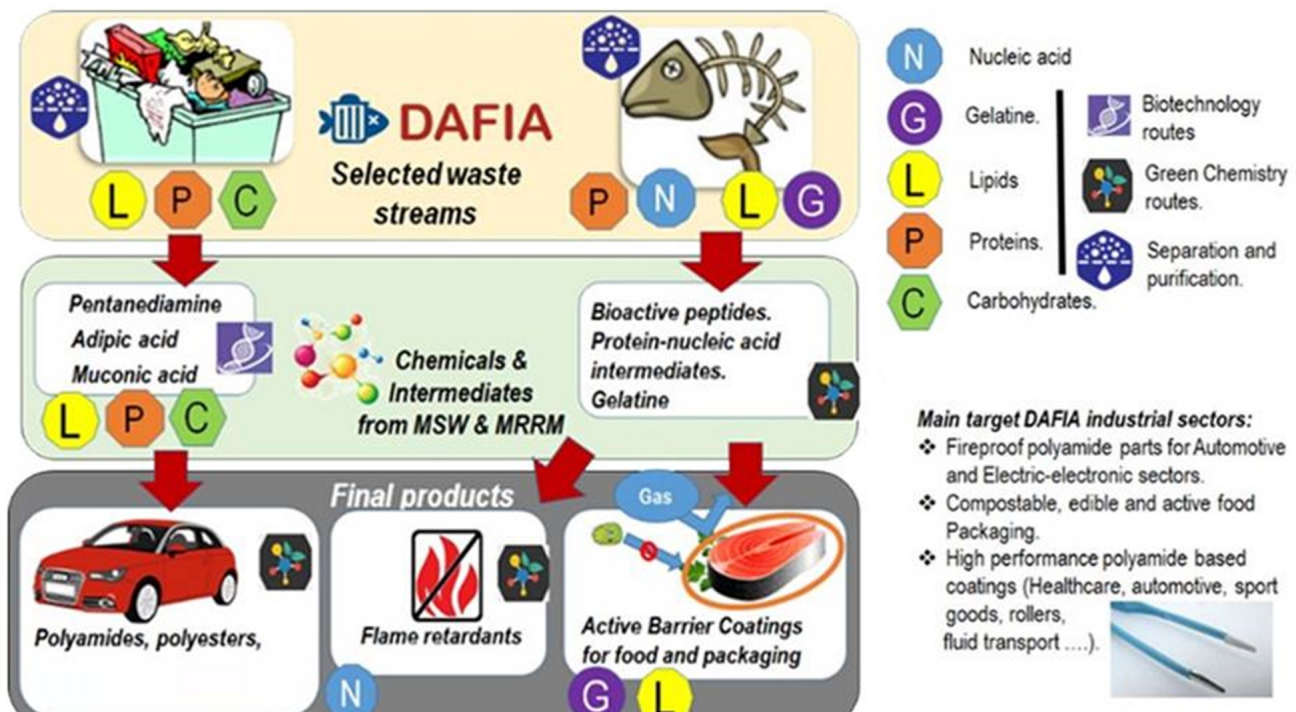 DAFIA
Selected waste
streams
L P C
P N L G
Pentanediamine
Adipic acid
Muconic acid
L P C
Chemicals &
Intermediates
from MSW & MRRM
Bioactive peptides.
Protein-nucleic acid
intermediates.
Gelatine
Final products
Polyamides, polyesters,
Flame retardants
N
Gas
Active Barrier Coatings
for food and packaging
G L
N Nucleic acid
G Gelatine.
L Lipids
P Proteins.
C Carbohydrates.
Biotechnology
routes
Green Chemistry
routes.
Separation and
purification.
Main target DAFIA industrial sectors:
❖ Fireproof polyamide parts for Automotive
and Electric-electronic sectors.
❖ Compostable, edible and active food
Packaging.
❖ High performance polyamide based
coatings (Healthcare, automotive, sport
goods, rollers,
fluid transport ....).